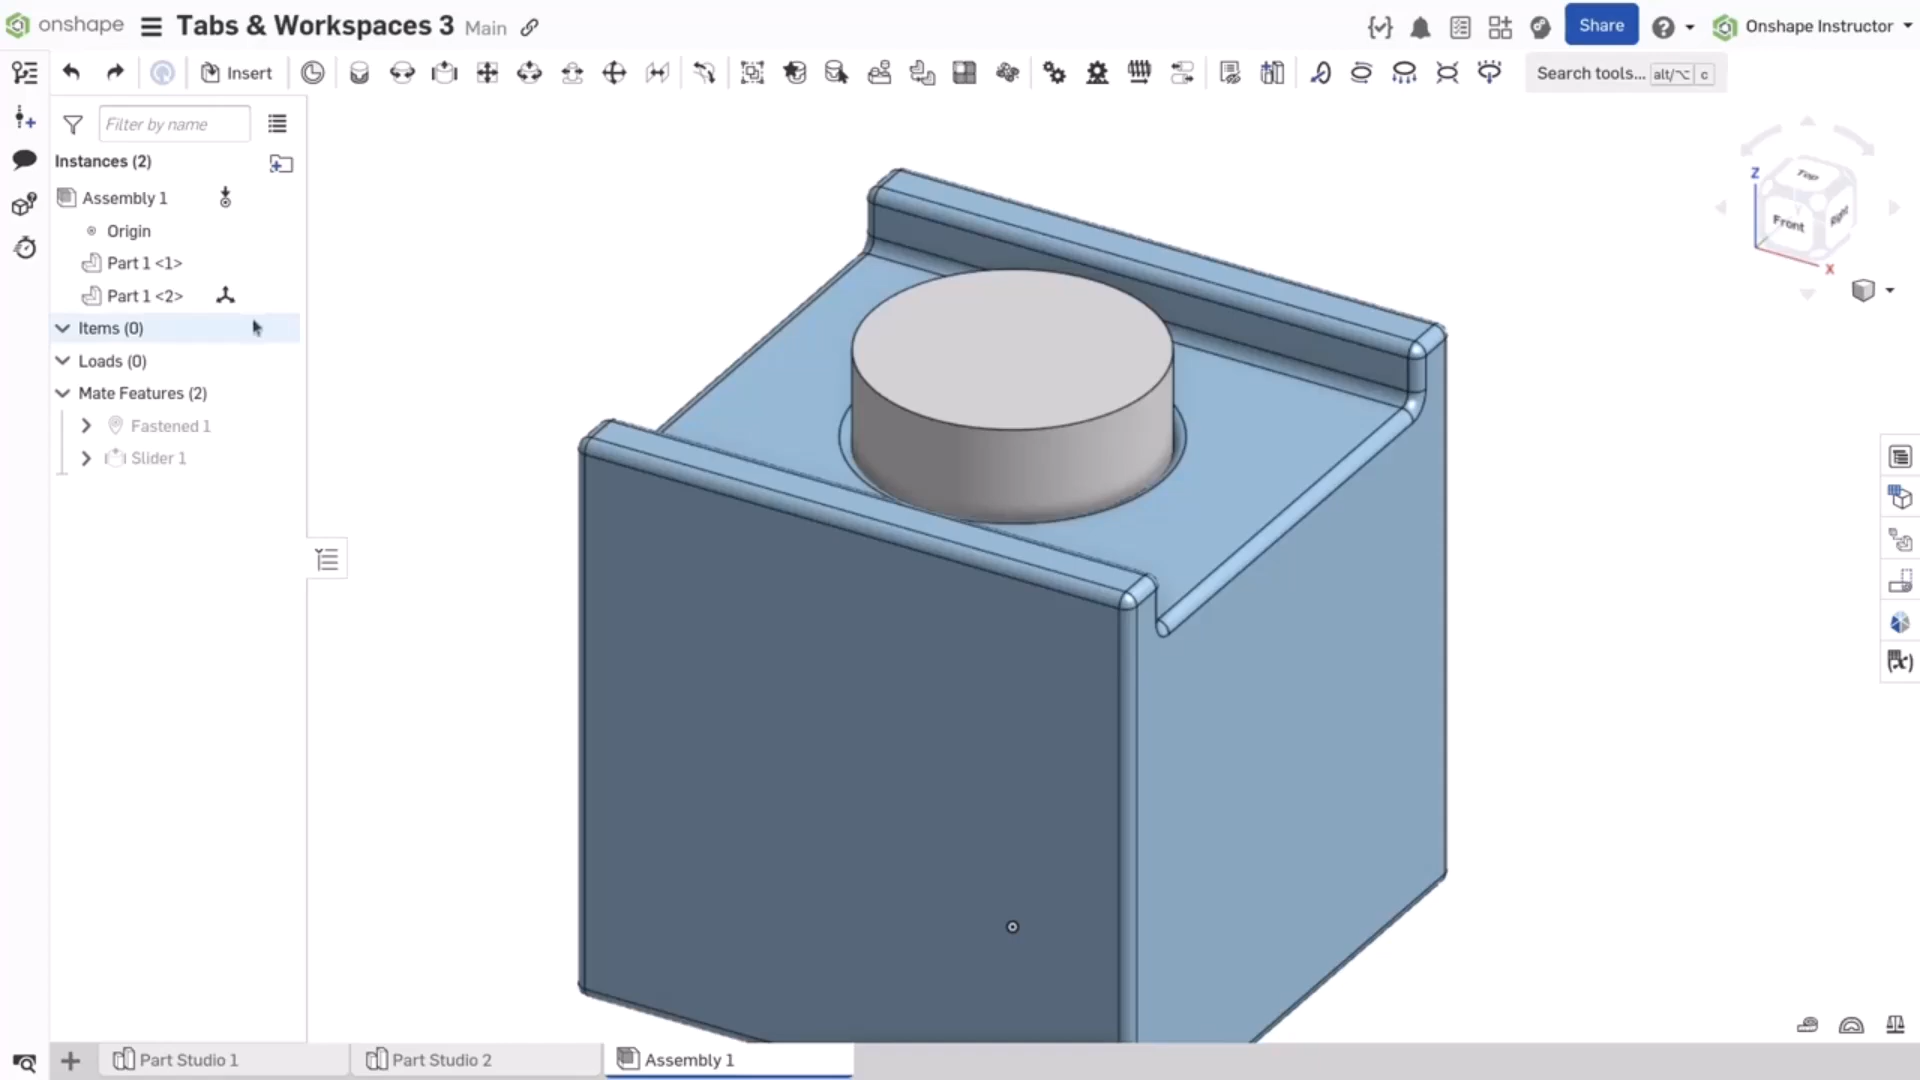 onshape Tabs & Workspaces 3 Main Share Onshape Instructor
Insert Search tools... alt/⌥ c
Filter by name
Instances (2)
Assembly 1
Origin
Part 1 <1>
Part 1 <2>
Items (0)
Loads (0)
Mate Features (2)
Fastened 1
Slider 1
Top
Z
Front
Right
X
Part Studio 1 Part Studio 2 Assembly 1